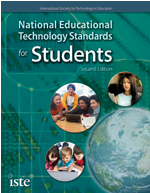 International Society for Technology in Education
National Educational
Technology Standards
for Students
Second Edition
iste